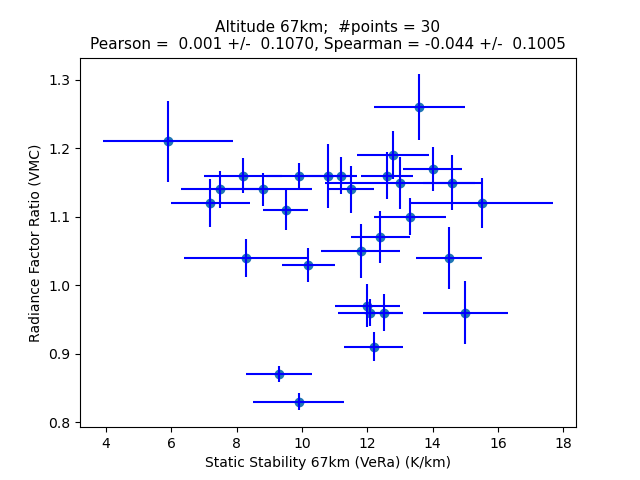 Altitude 67km;  #points = 30
Pearson =  0.001 +/-  0.1070, Spearman = -0.044 +/-  0.1005
1.3
1.2
1.1
1.0
0.9
0.8
Radiance Factor Ratio (VMC)
4 6 8 10 12 14 16 18
Static Stability 67km (VeRa) (K/km)